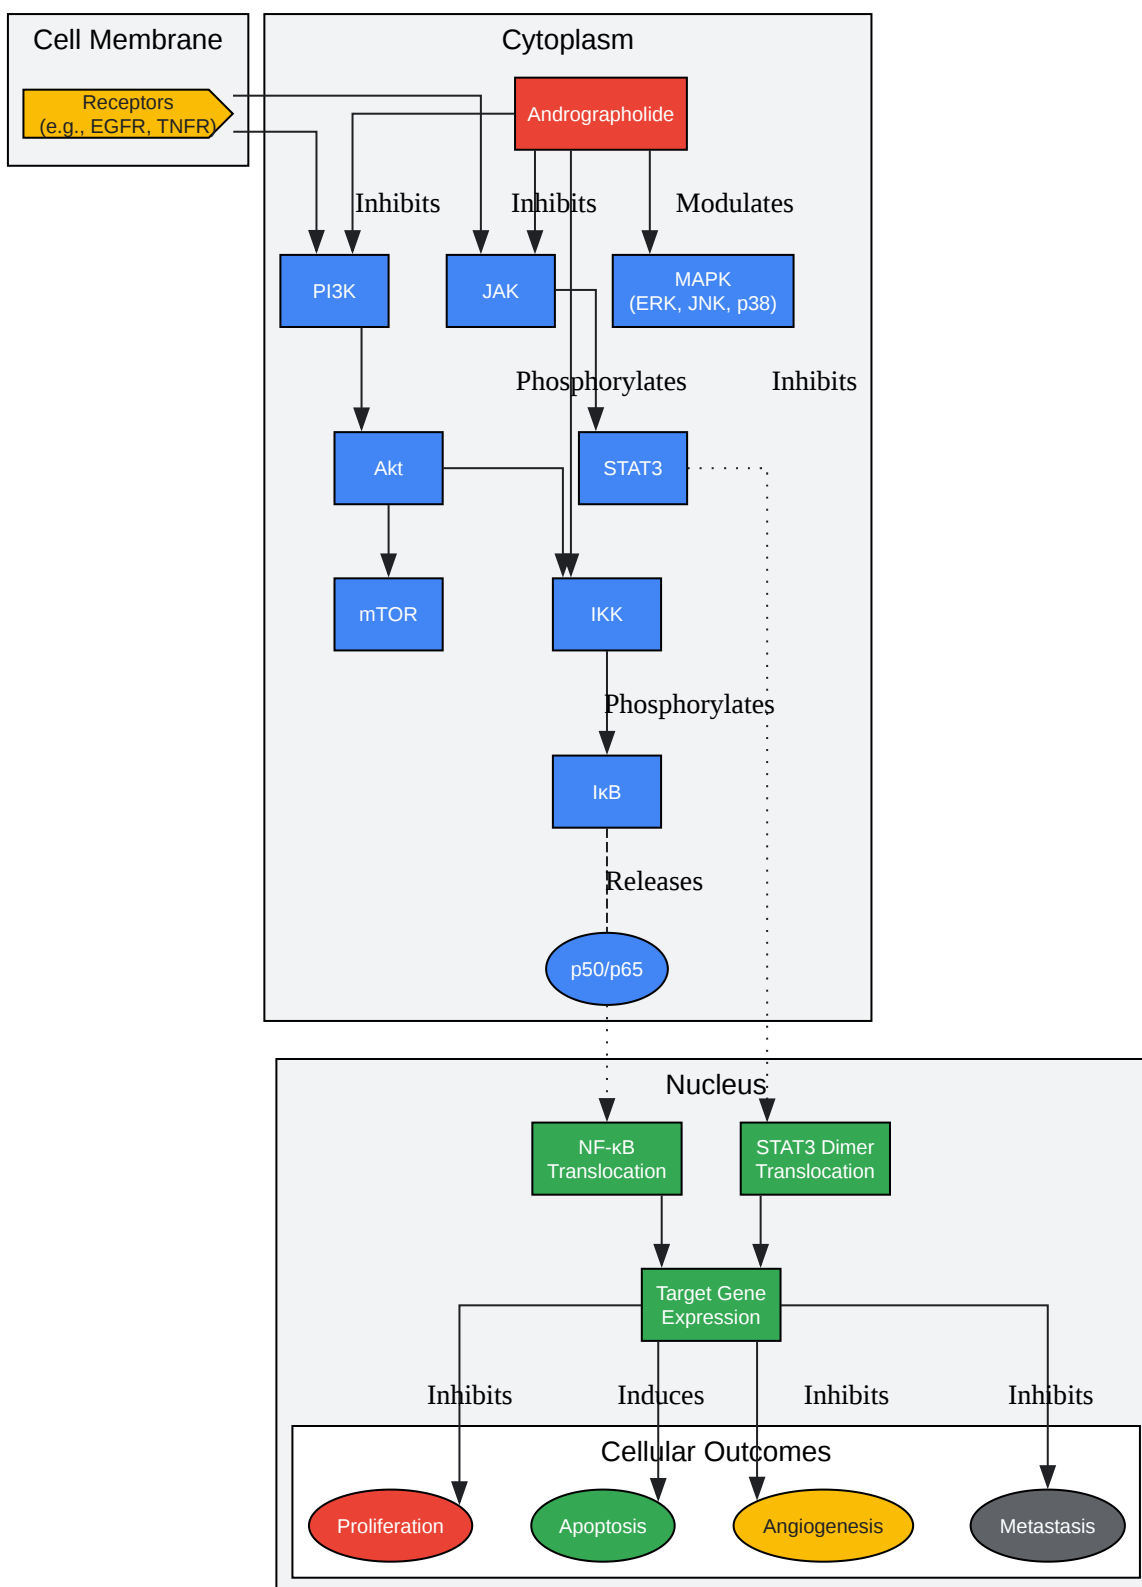 Cell Membrane
Cytoplasm
Receptors
(e.g., EGFR, TNFR)
Andrographolide
Inhibits
Inhibits
Modulates
PI3K
JAK
MAPK
(ERK, JNK, p38)
Phosphorylates
Inhibits
Akt
STAT3
mTOR
IKK
Phosphorylates
IκB
Releases
p50/p65
Nucleus
NF-κB
Translocation
STAT3 Dimer
Translocation
Target Gene
Expression
Inhibits
Induces
Inhibits
Inhibits
Cellular Outcomes
Proliferation
Apoptosis
Angiogenesis
Metastasis